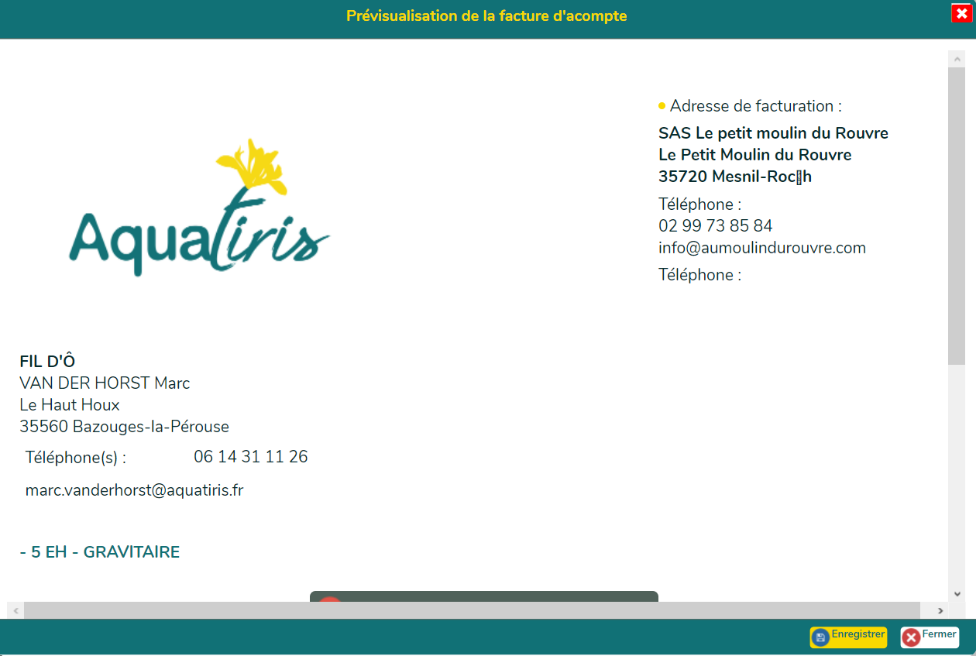 Prévisualisation de la facture d'acompte
Adresse de facturation :
SAS Le petit moulin du Rouvre
Le Petit Moulin du Rouvre
35720 Mesnil-Roc'h
Téléphone :
02 99 73 85 84
info@aumoulindurouvre.com
Téléphone :
Aquatiris
FIL D'Ô
VAN DER HORST Marc
Le Haut Houx
35560 Bazouges-la-Pérouse
Téléphone(s) : 06 14 31 11 26
marc.vanderhorst@aquatiris.fr
- 5 EH - GRAVITAIRE
Enregistrer
Fermer